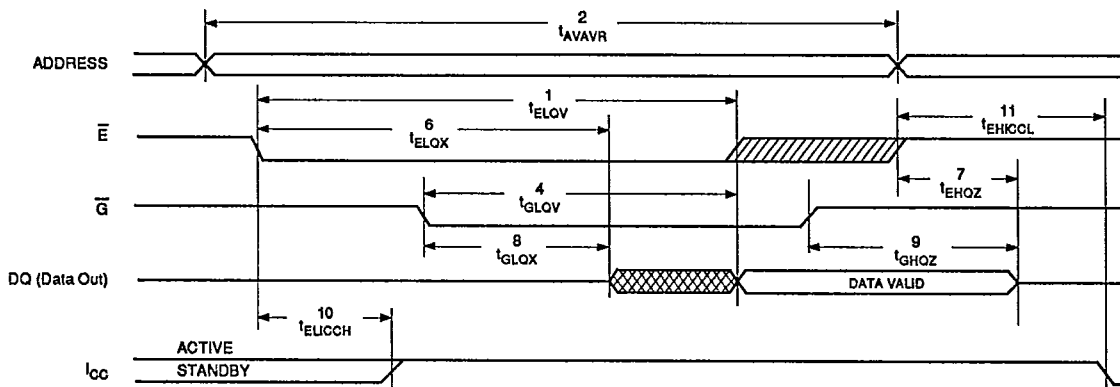 2
tAVAVR
ADDRESS
1
tELQV
11
tEHICCL
6
tELQX
E
7
tEHQZ
4
tGLQV
G
8
tGLQX
9
tGHQZ
DQ (Data Out)
DATA VALID
10
tELICCH
ACTIVE
ICC
STANDBY